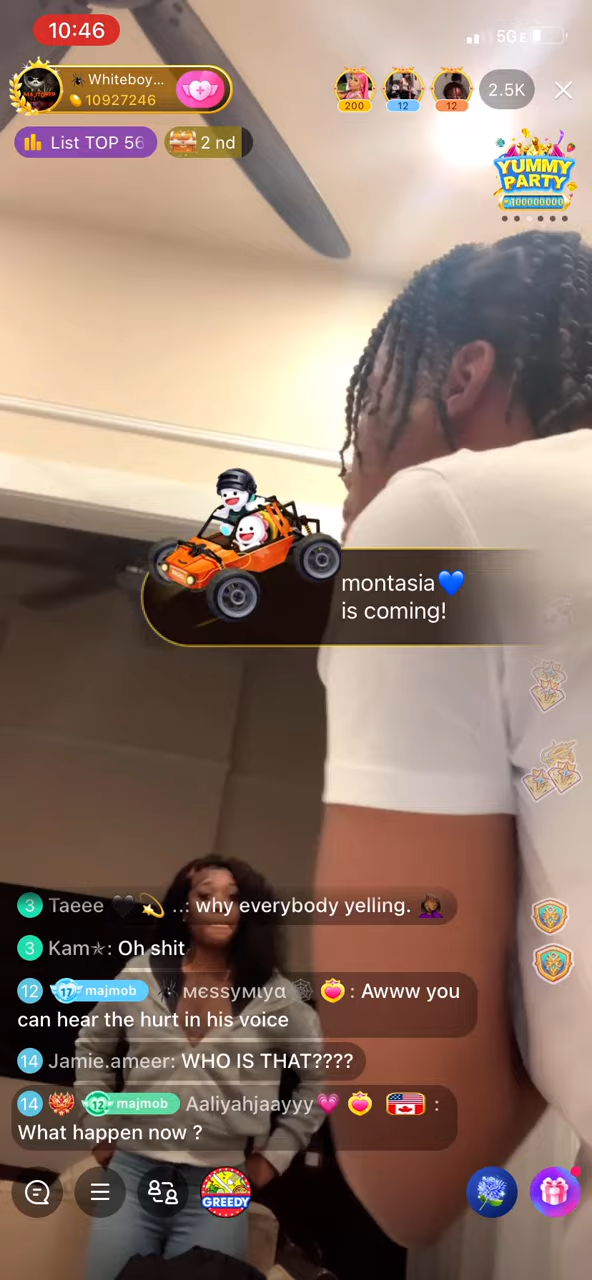 10:46
5GE
Whiteboy...
10927246
200
12
12
2.5K
List TOP 56
2 nd
YUMMY
PARTY
100000000
montasia💙
is coming!
3 Taeee 🖤💫 ..: why everybody yelling. 🤦🏾‍♀️
3 Kam✯: Oh shit
12 17 majmob 🕷 мєѕѕумιуα 🕸 : Awww you
can hear the hurt in his voice
14 Jamie.ameer: WHO IS THAT????
14 12 majmob Aaliyahjaayyy💗 :
What happen now ?
GREEDY